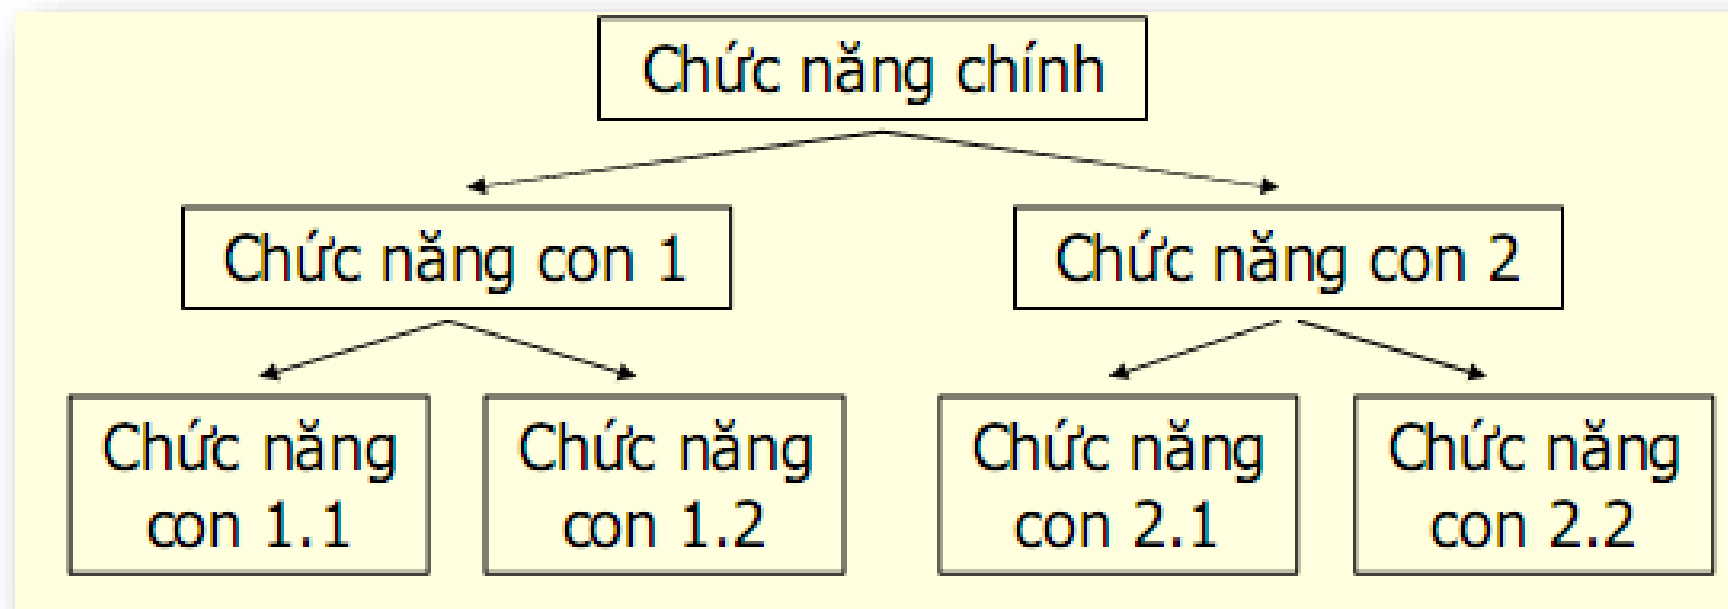 Chức năng chính
Chức năng con 1
Chức năng con 2
Chức năng
con 1.1
Chức năng
con 1.2
Chức năng
con 2.1
Chức năng
con 2.2